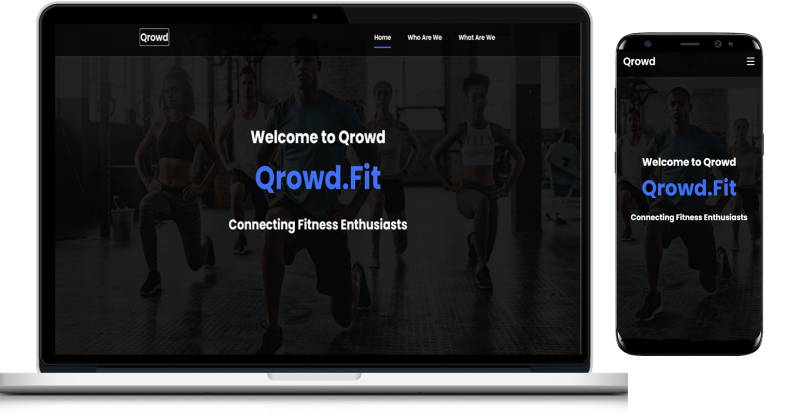 Qrowd
Home Who Are We What Are We
Welcome to Qrowd
Qrowd.Fit
Connecting Fitness Enthusiasts
Qrowd
Welcome to Qrowd
Qrowd.Fit
Connecting Fitness Enthusiasts